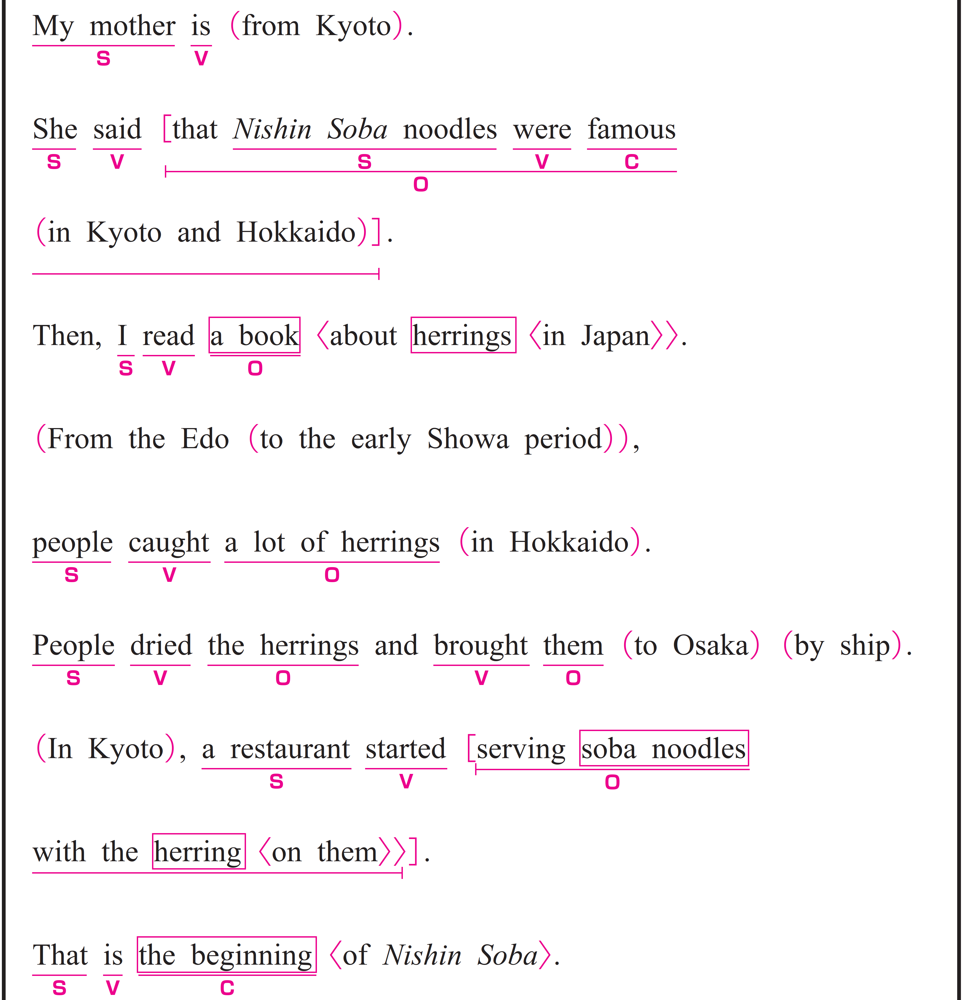 My mother is (from Kyoto).
S V
She said [that Nishin Soba noodles were famous
S V S V C
O
(in Kyoto and Hokkaido)].
Then, I read a book 〈about herrings 〈in Japan〉〉.
S V O
(From the Edo (to the early Showa period)),
people caught a lot of herrings (in Hokkaido).
S V O
People dried the herrings and brought them (to Osaka) (by ship).
S V O V O
(In Kyoto), a restaurant started [serving soba noodles
S V O
with the herring 〈on them〉〉].
That is the beginning 〈of Nishin Soba〉.
S V C